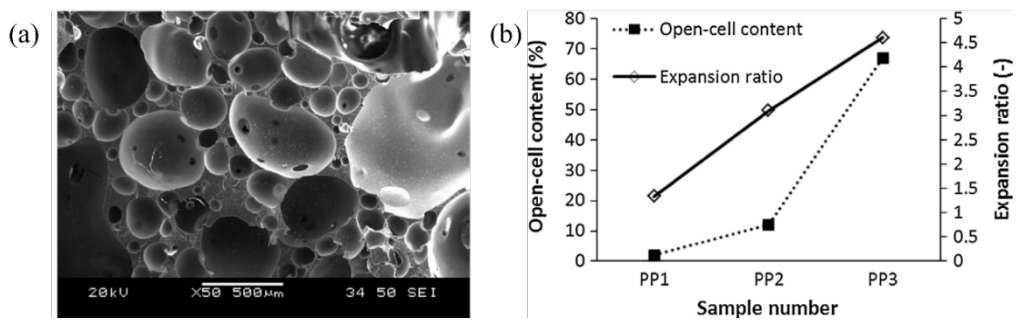 (a)
20kV X50 500μm 34 50 SEI
(b)
Open-cell content (%)
80
70
60
50
40
30
20
10
0
Open-cell content
Expansion ratio
5
4.5
4
3.5
3
2.5
2
1.5
1
0.5
0
Expansion ratio (-)
PP1 PP2 PP3
Sample number